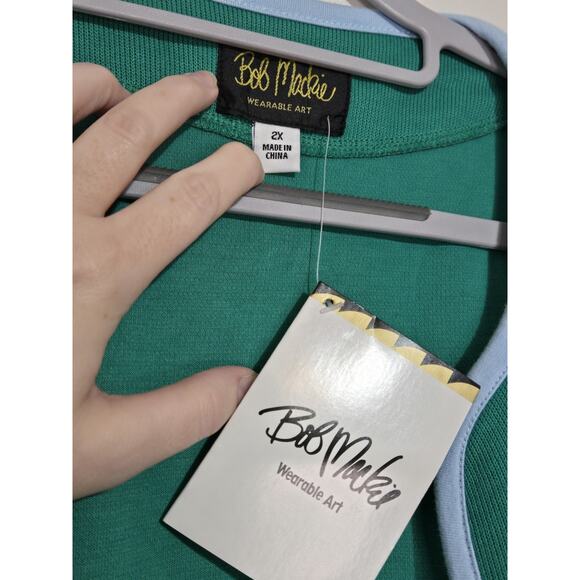 Bob Mackie
WEARABLE ART
2X
MADE IN
CHINA
Bob Mackie
Wearable Art